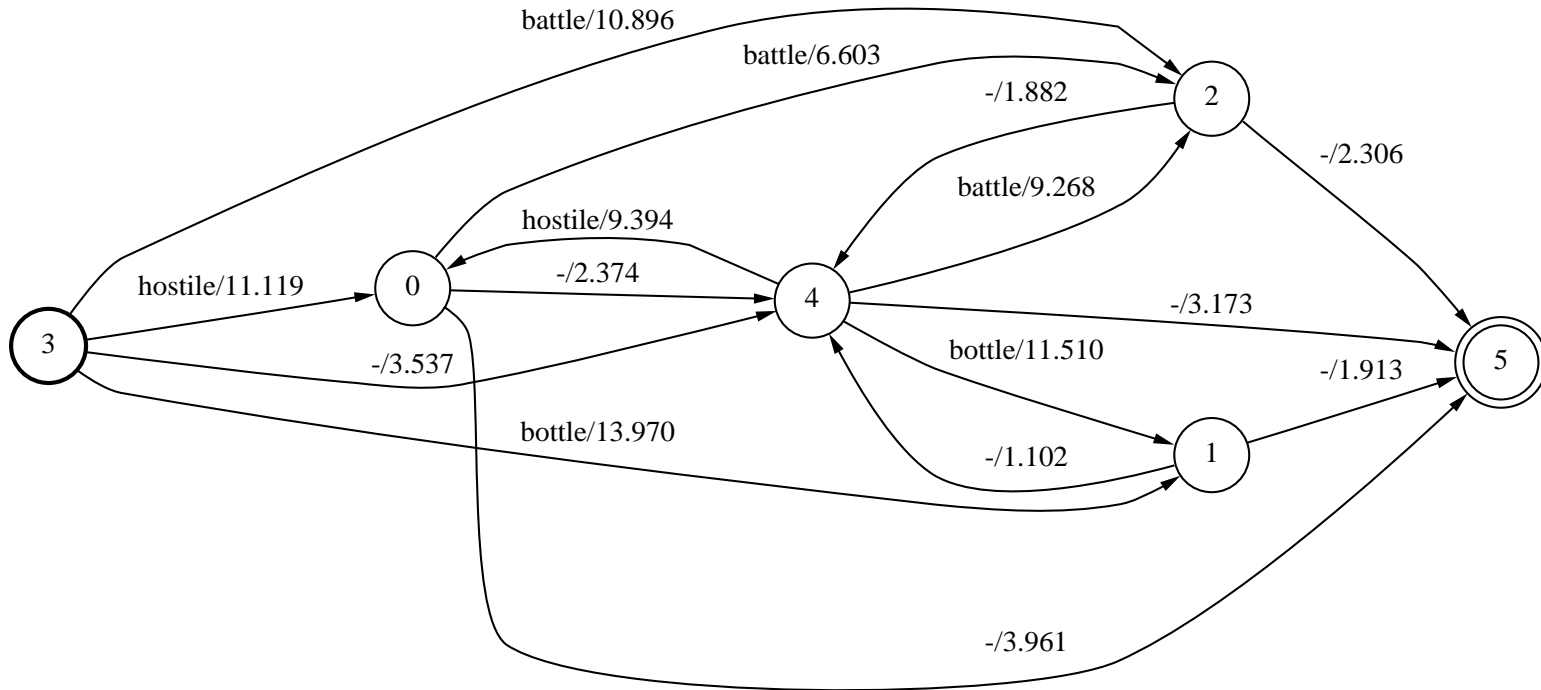 battle/10.896
battle/6.603
-/1.882
2
-/2.306
battle/9.268
hostile/9.394
hostile/11.119
0
-/2.374
4
-/3.173
3
-/3.537
bottle/11.510
-/1.913
5
bottle/13.970
-/1.102
1
-/3.961